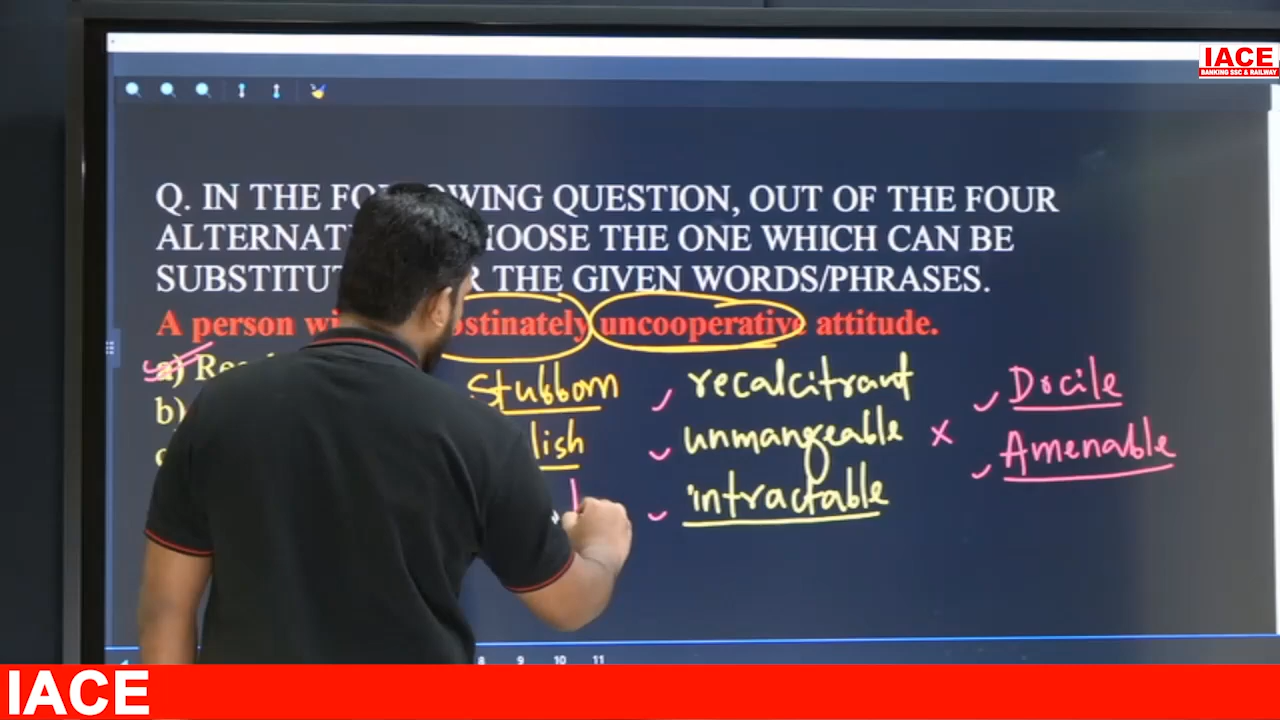 IACE
BANKING SSC & RAILWAY
Q. IN THE FOLLOWING QUESTION, OUT OF THE FOUR
ALTERNAT HOOSE THE ONE WHICH CAN BE
SUBSTITUT R THE GIVEN WORDS/PHRASES.
A person wi stinately uncooperative attitude.
a) Re
Stubborn
recalcitrant
Docile
b)
lish
unmangeable
Amenable
intractable
8 9 10 11
IACE